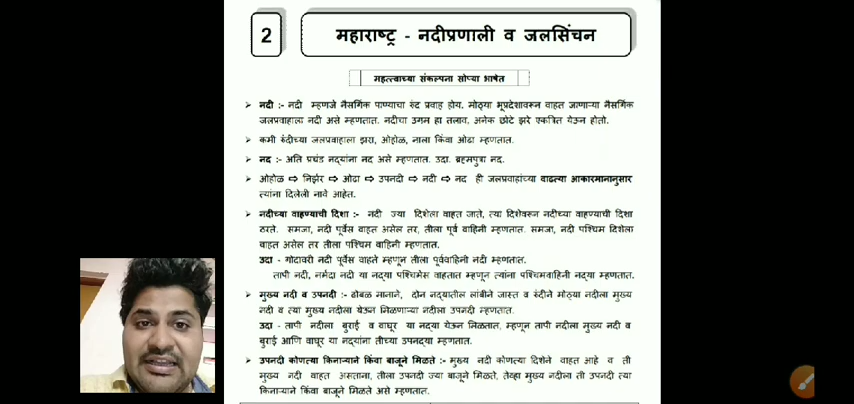 2
महाराष्ट्र - नदीप्रणाली व जलसिंचन
महत्वाच्या संकल्पना सोप्या भाषेत
➢ नदी :- नदी म्हणजे नैसर्गिक पाण्याचा रुंद प्रवाह होय. मोठ्या भूप्रदेशावरून वाहत जाणाऱ्या नैसर्गिक
जलप्रवाहाला नदी असे म्हणतात. नदीचा उगम हा तलाव, अनेक छोटे झरे एकत्रित येऊन होतो.
➢ कमी रुंदीच्या जलप्रवाहाला झरा, ओहोळ, नाला किंवा ओढा म्हणतात.
➢ नद :- अति प्रचंड नद्यांना नद असे म्हणतात. उदा. ब्रह्मपुत्रा नद.
➢ ओहोळ ⇨ निर्झर ⇨ ओढा ⇨ उपनदी ⇨ नदी ⇨ नद ही जलप्रवाहांच्या वाढत्या आकारमानानुसार
त्यांना दिलेली नावे आहेत.
➢ नदीच्या वाहण्याची दिशा :- नदी ज्या दिशेला वाहत जाते, त्या दिशेवरून नदीच्या वाहण्याची दिशा
ठरते. समजा, नदी पूर्वेस वाहत असेल तर, तीला पूर्व वाहिनी म्हणतात. समजा, नदी पश्चिम दिशेला
वाहत असेल तर तीला पश्चिम वाहिनी म्हणतात.
उदा - गोदावरी नदी पूर्वेस वाहते म्हणून तीला पूर्ववाहिनी नदी म्हणतात.
तापी नदी, नर्मदा नदी या नद्या पश्चिमेस वाहतात म्हणून त्यांना पश्चिमवाहिनी नद्या म्हणतात.
➢ मुख्य नदी व उपनदी :- ढोबळ मानाने, दोन नद्यातील लांबीने जास्त व रुंदीने मोठ्या नदीला मुख्य
नदी व त्या मुख्य नदीला येऊन मिळणाऱ्या नदीला उपनदी म्हणतात.
उदा - तापी नदीला बुराई व वाघूर या नद्या येऊन मिळतात, म्हणून तापी नदीला मुख्य नदी व
बुराई आणि वाघूर या नद्यांना तीच्या उपनद्या म्हणतात.
➢ उपनदी कोणत्या किनाऱ्याने किंवा बाजूने मिळते :- मुख्य नदी कोणत्या दिशेने वाहत आहे व ती
मुख्य नदी वाहत असताना, तीला उपनदी ज्या बाजूने मिळते, तेव्हा मुख्य नदीला ती उपनदी त्या
किनाऱ्याने किंवा बाजूने मिळते असे म्हणतात.